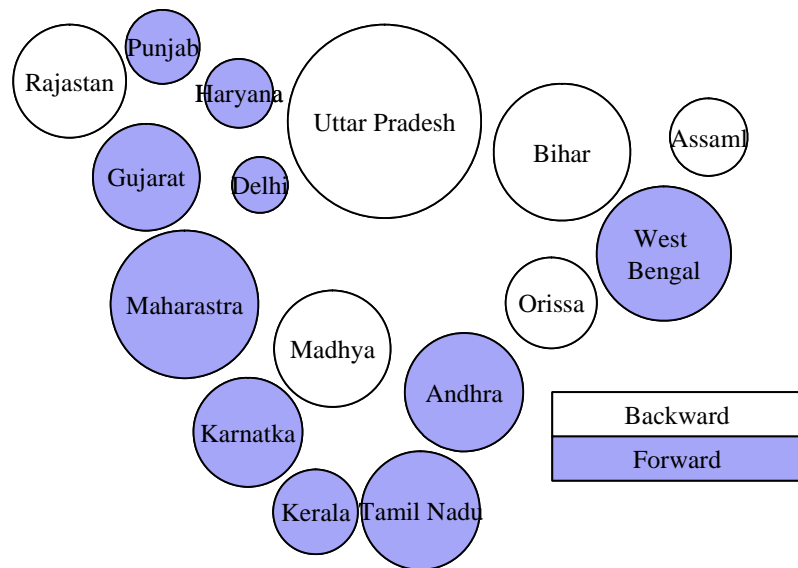 Punjab
Rajastan
Haryana
Uttar Pradesh
Bihar
Assaml
Gujarat
Delhi
West
Bengal
Maharastra
Orissa
Madhya
Andhra
Backward
Karnatka
Forward
Kerala
Tamil Nadu